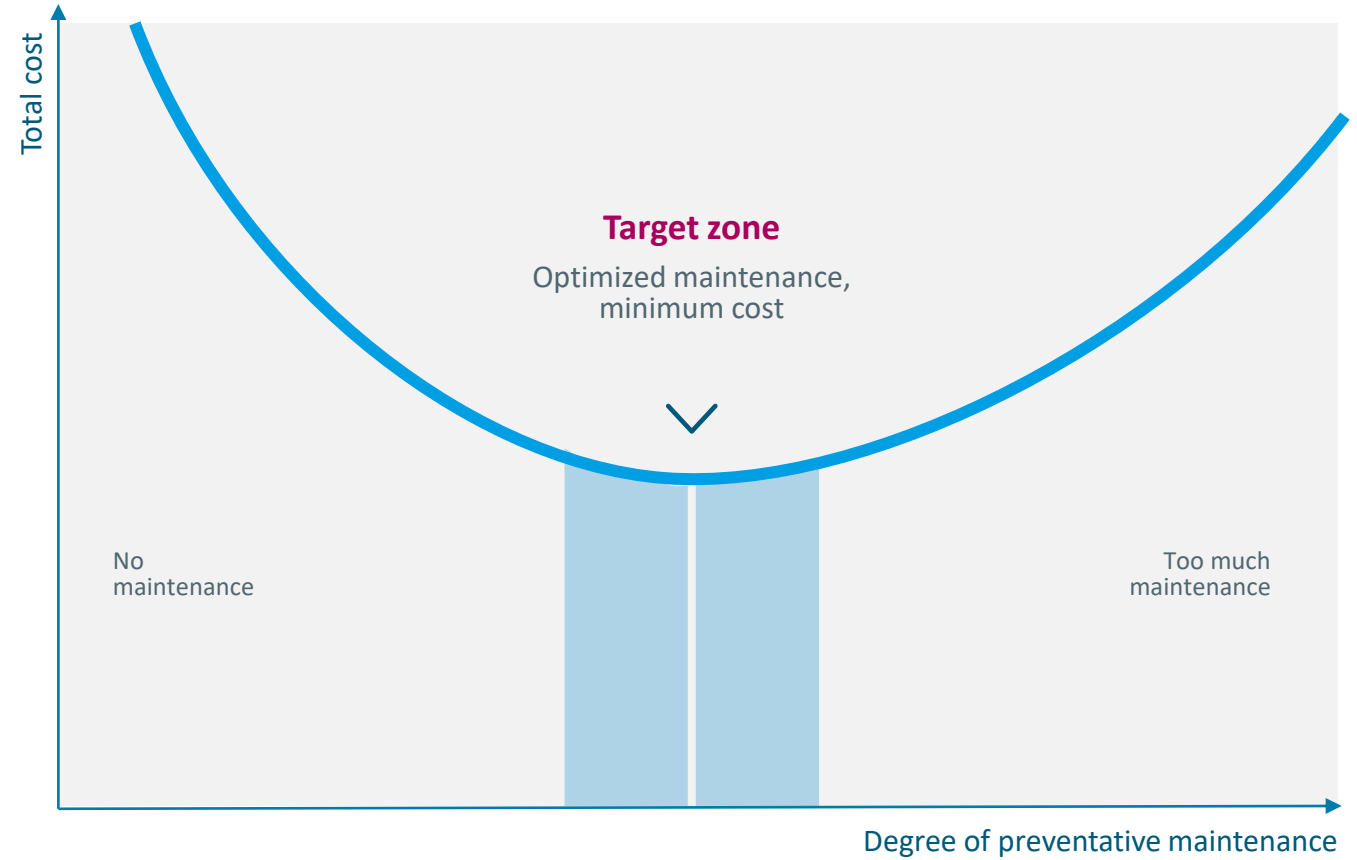 Total cost
Target zone
Optimized maintenance,
minimum cost
No
maintenance
Too much
maintenance
Degree of preventative maintenance